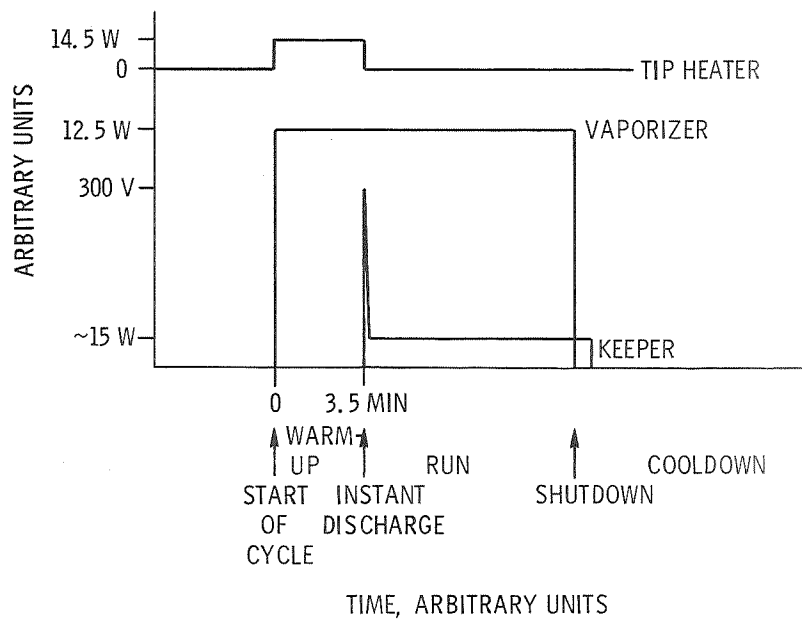 14.5 W
0
TIP HEATER
12.5 W
VAPORIZER
300 V
~15 W
KEEPER
ARBITRARY UNITS
0 3.5 MIN
WARM-
UP RUN COOLDOWN
START INSTANT SHUTDOWN
OF DISCHARGE
CYCLE
TIME, ARBITRARY UNITS